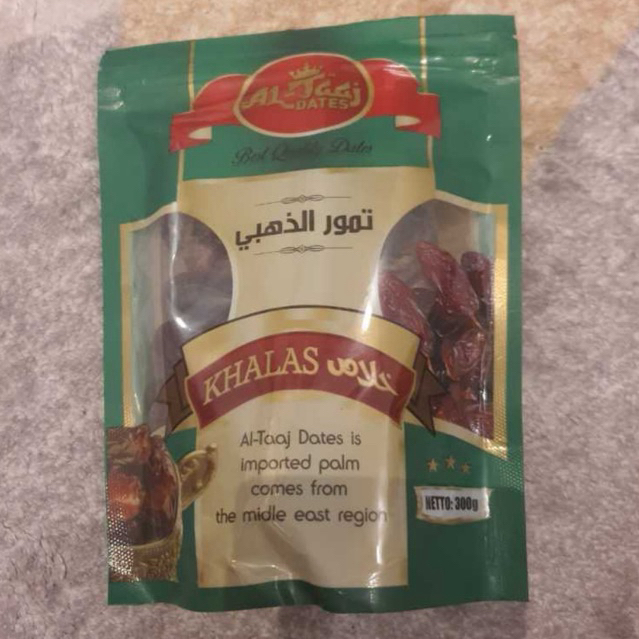 AL-Taaj تمور
DATES
Best Quality Dates
تمور الذهبي
KHALAS خلاص
Al-Taaj Dates is
imported palm
comes from
the midle east region
NETTO: 300g